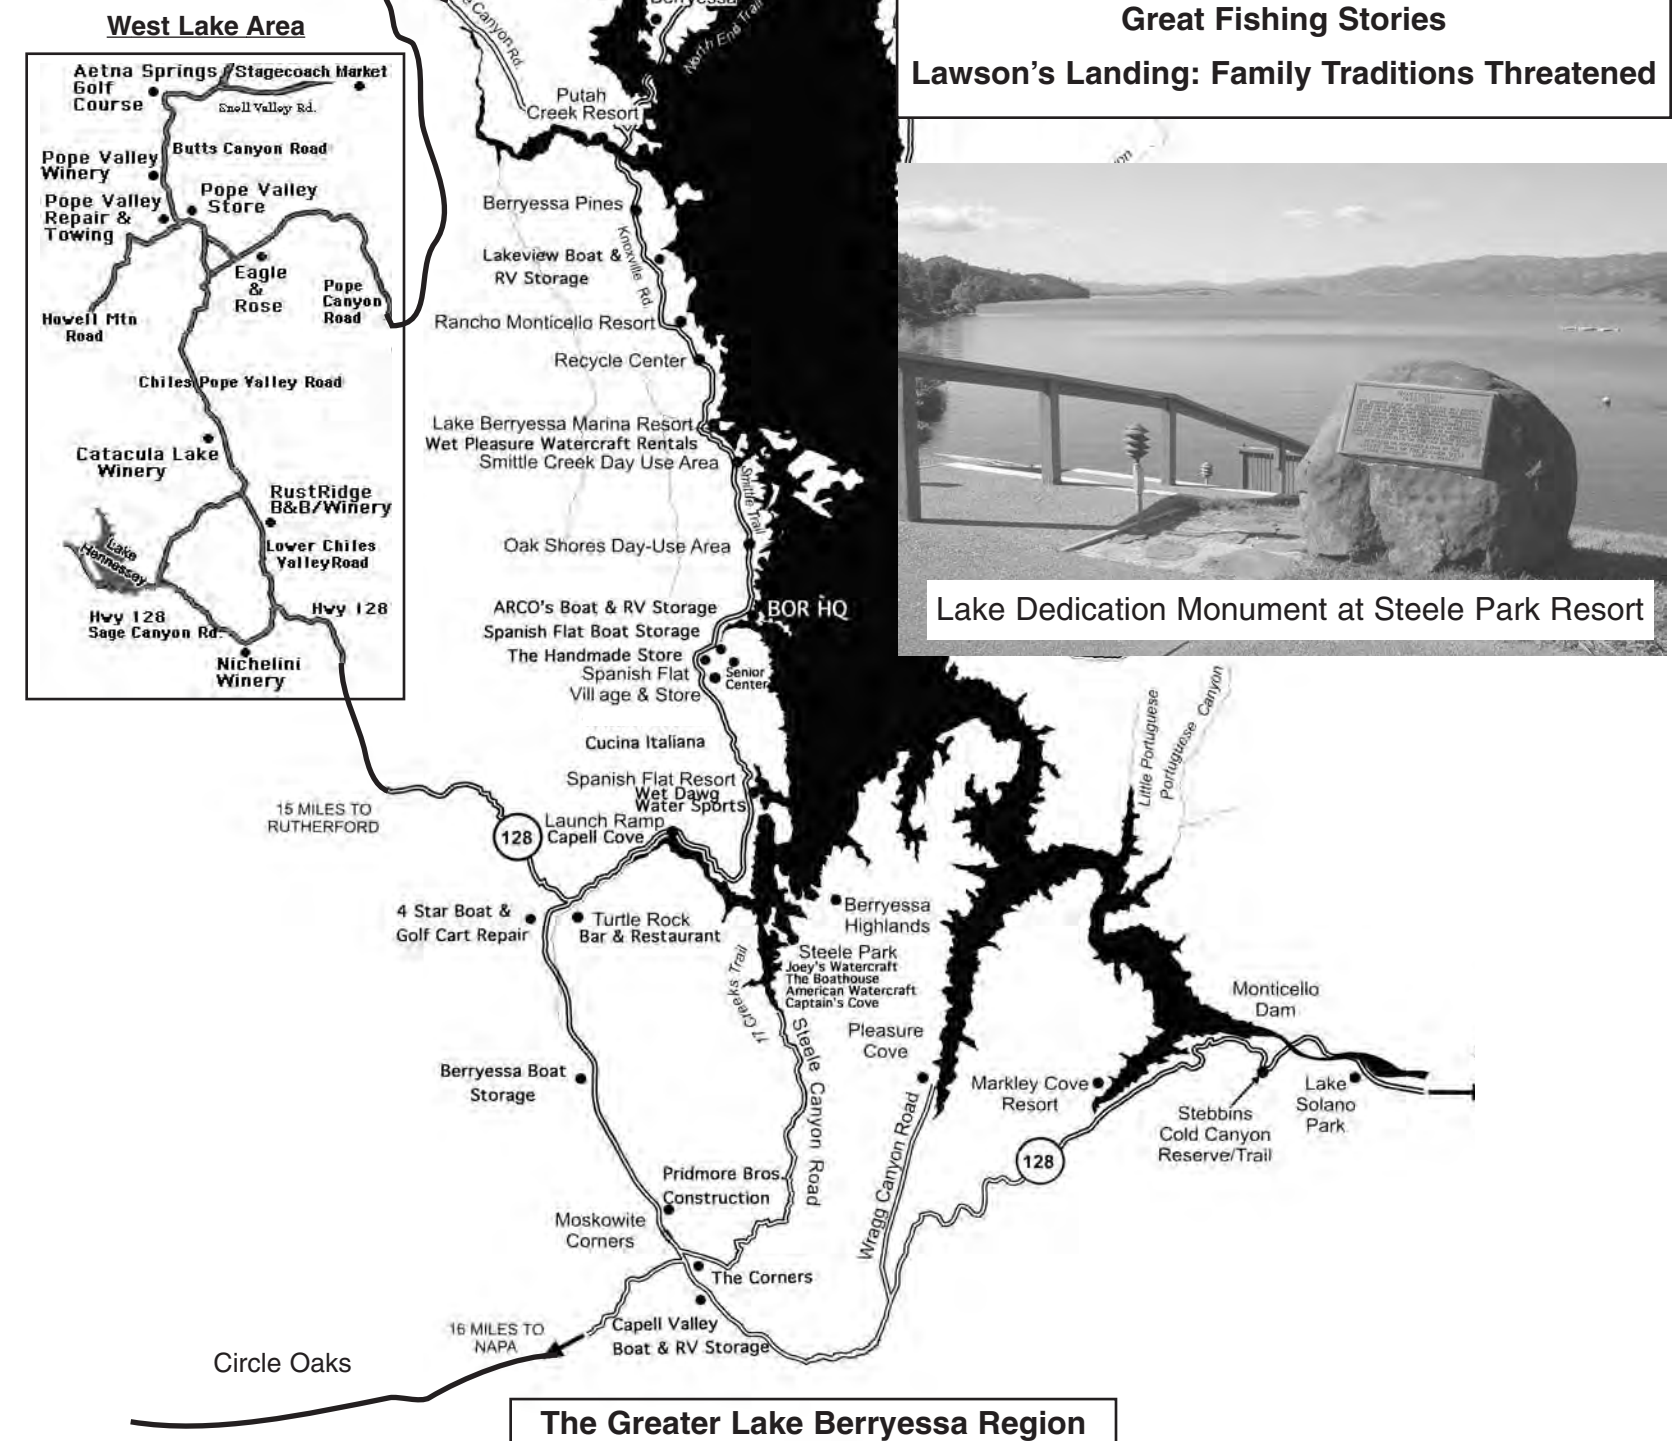 West Lake Area
Aetna Springs
Golf
Course
Stagecoach Market
Snell Valley Rd.
Butts Canyon Road
Pope Valley
Winery
Pope Valley
Store
Pope Valley
Repair &
Towing
Eagle
&
Rose
Pope
Canyon
Road
Howell Mtn
Road
Chiles Pope Valley Road
Catacula Lake
Winery
RustRidge
B&B/Winery
Lake
Hennessey
Lower Chiles
Valley Road
Hwy 128
Sage Canyon Rd.
Hwy 128
Nichelini
Winery
Canyon Rd.
Berryessa
North End Trail
Putah
Creek Resort
Berryessa Pines
Knoxville Rd.
Lakeview Boat &
RV Storage
Rancho Monticello Resort
Recycle Center
Lake Berryessa Marina Resort
Wet Pleasure Watercraft Rentals
Smittle Creek Day Use Area
Smittle Trail
Oak Shores Day-Use Area
ARCO's Boat & RV Storage
BOR HQ
Spanish Flat Boat Storage
The Handmade Store
Spanish Flat
Village & Store
Senior
Center
Cucina Italiana
Spanish Flat Resort
Wet Dawg
Water Sports
Launch Ramp
Capell Cove
15 MILES TO
RUTHERFORD
128
4 Star Boat &
Golf Cart Repair
Turtle Rock
Bar & Restaurant
Berryessa
Highlands
Steele Park
Joey's Watercraft
The Boathouse
American Watercraft
Captain's Cove
17 Creeks Trail
Steele Canyon Road
Pleasure
Cove
Wragg Canyon Road
Berryessa Boat
Storage
Pridmore Bros.
Construction
Moskowite
Corners
The Corners
Capell Valley
Boat & RV Storage
16 MILES TO
NAPA
Circle Oaks
Little Portuguese
Portuguese Canyon
Monticello
Dam
Markley Cove
Resort
128
Stebbins
Cold Canyon
Reserve/Trail
Lake
Solano
Park
Great Fishing Stories
Lawson's Landing: Family Traditions Threatened
Lake Dedication Monument at Steele Park Resort
The Greater Lake Berryessa Region